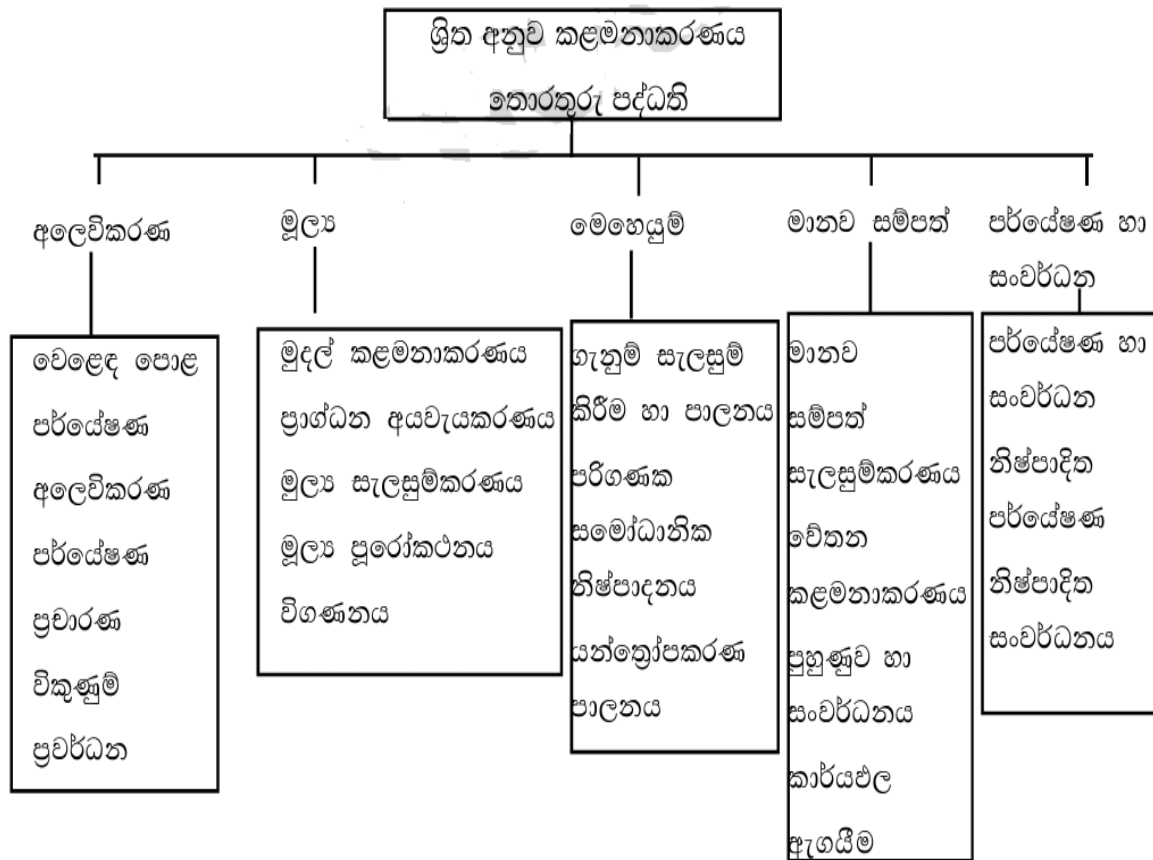 ශ්‍රිත අනුව කළමනාකරණය
තොරතුරු පද්ධති
අලෙවිකරණ
වෙළෙඳ පොළ
පර්යේෂණ
අලෙවිකරණ
පර්යේෂණ
ප්‍රචාරණ
විකුණුම්
ප්‍රවර්ධන
මූල්‍ය
මුදල් කළමනාකරණය
ප්‍රාග්ධන අයවැයකරණය
මූල්‍ය සැලසුම්කරණය
මූල්‍ය පූරෝකථනය
විගණනය
මෙහෙයුම්
ගැනුම් සැලසුම්
කිරීම හා පාලනය
පරිගණක
සමෝධානික
නිෂ්පාදනය
යන්ත්‍රෝපකරණ
පාලනය
මානව සම්පත්
මානව
සම්පත්
සැලසුම්කරණය
වේතන
කළමනාකරණය
පුහුණුව හා
සංවර්ධනය
කාර්යඵල
ඇගයීම
පර්යේෂණ හා
සංවර්ධන
පර්යේෂණ හා
සංවර්ධන
නිෂ්පාදිත
පර්යේෂණ
නිෂ්පාදිත
සංවර්ධනය